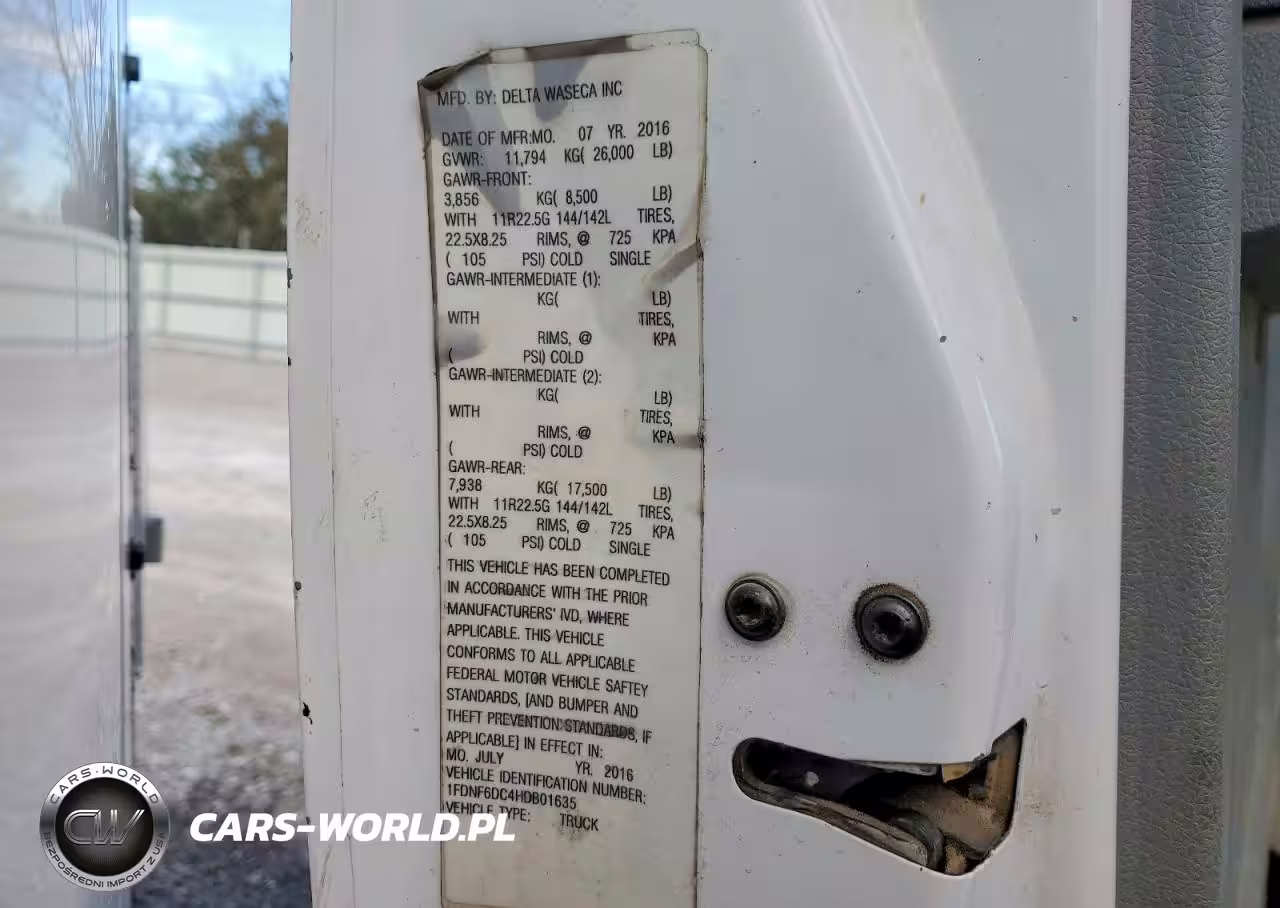 MFD. BY: DELTA WASECA INC
DATE OF MFR:MO. 07 YR. 2016
GVWR: 11,794 KG( 26,000 LB)
GAWR-FRONT:
3,856 KG( 8,500 LB)
WITH 11R22.5G 144/142L TIRES,
22.5X8.25 RIMS, @ 725 KPA
( 105 PSI) COLD SINGLE
GAWR-INTERMEDIATE (1):
KG( LB)
WITH TIRES,
RIMS, @ KPA
( PSI) COLD
GAWR-INTERMEDIATE (2):
KG( LB)
WITH TIRES,
RIMS, @ KPA
( PSI) COLD
GAWR-REAR:
7,938 KG( 17,500 LB)
WITH 11R22.5G 144/142L TIRES,
22.5X8.25 RIMS, @ 725 KPA
( 105 PSI) COLD SINGLE
THIS VEHICLE HAS BEEN COMPLETED
IN ACCORDANCE WITH THE PRIOR
MANUFACTURERS' IVD, WHERE
APPLICABLE. THIS VEHICLE
CONFORMS TO ALL APPLICABLE
FEDERAL MOTOR VEHICLE SAFTEY
STANDARDS, [AND BUMPER AND
THEFT PREVENTION STANDARDS, IF
APPLICABLE] IN EFFECT IN:
MO. JULY YR. 2016
VEHICLE IDENTIFICATION NUMBER:
1FDNF6DC4HDB01635
VEHICLE TYPE: TRUCK
CARS-WORLD
CW
BEZPOŚREDNI IMPORT Z USA
CARS-WORLD.PL